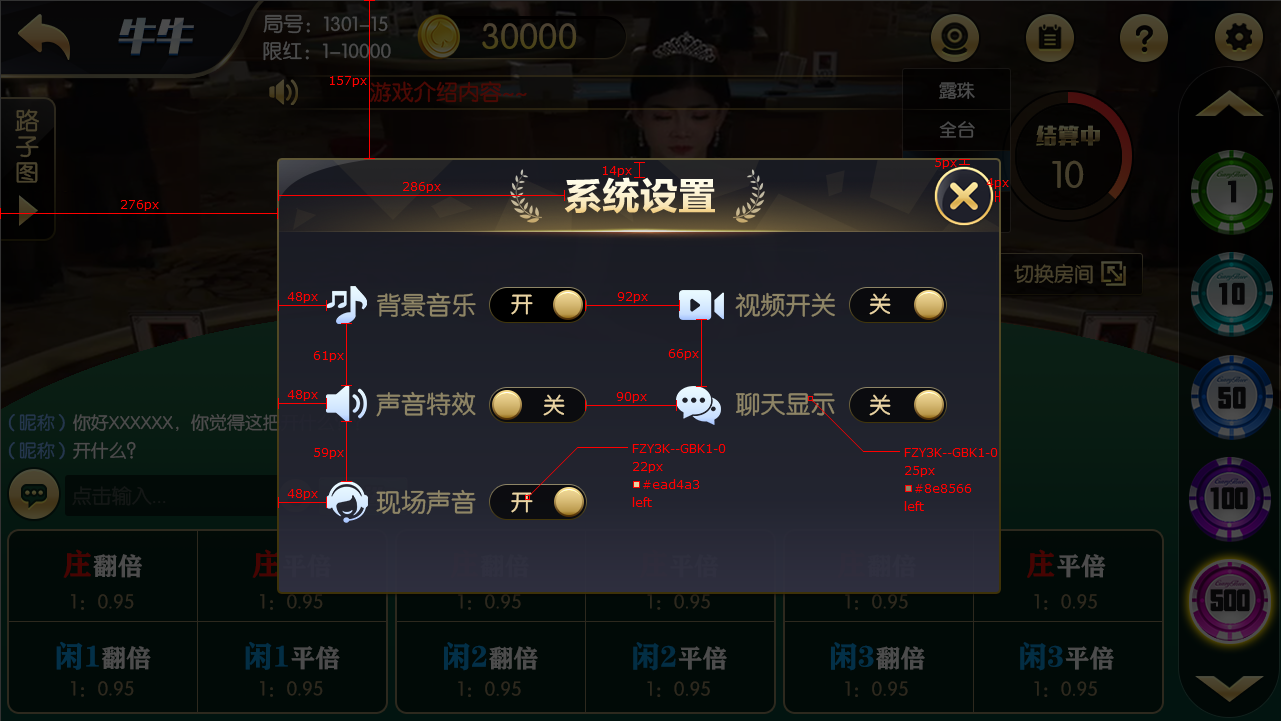 牛牛
局号：1301-15
限红：1-10000
30000
157px
游戏介绍内容
露珠
全台
结算中
10
路
子
图
276px
286px
14px
系统设置
5px
4px
切换房间
48px
背景音乐
开
92px
视频开关
关
61px
66px
48px
声音特效
关
90px
聊天显示
关
59px
FZY3K--GBK1-0
22px
#ead4a3
left
FZY3K--GBK1-0
25px
#8e8566
left
48px
现场声音
开
(昵称) 你好XXXXXX，你觉得这把
(昵称) 开什么？
点击输入...
1
10
50
100
500
庄翻倍
庄平倍
翻倍
平倍
翻倍
庄平倍
1：0.95
1：0.95
1：0.95
1：0.95
1：0.95
1：0.95
闲1翻倍
闲1平倍
闲2翻倍
闲2平倍
闲3翻倍
闲3平倍
1：0.95
1：0.95
1：0.95
1：0.95
1：0.95
1：0.95